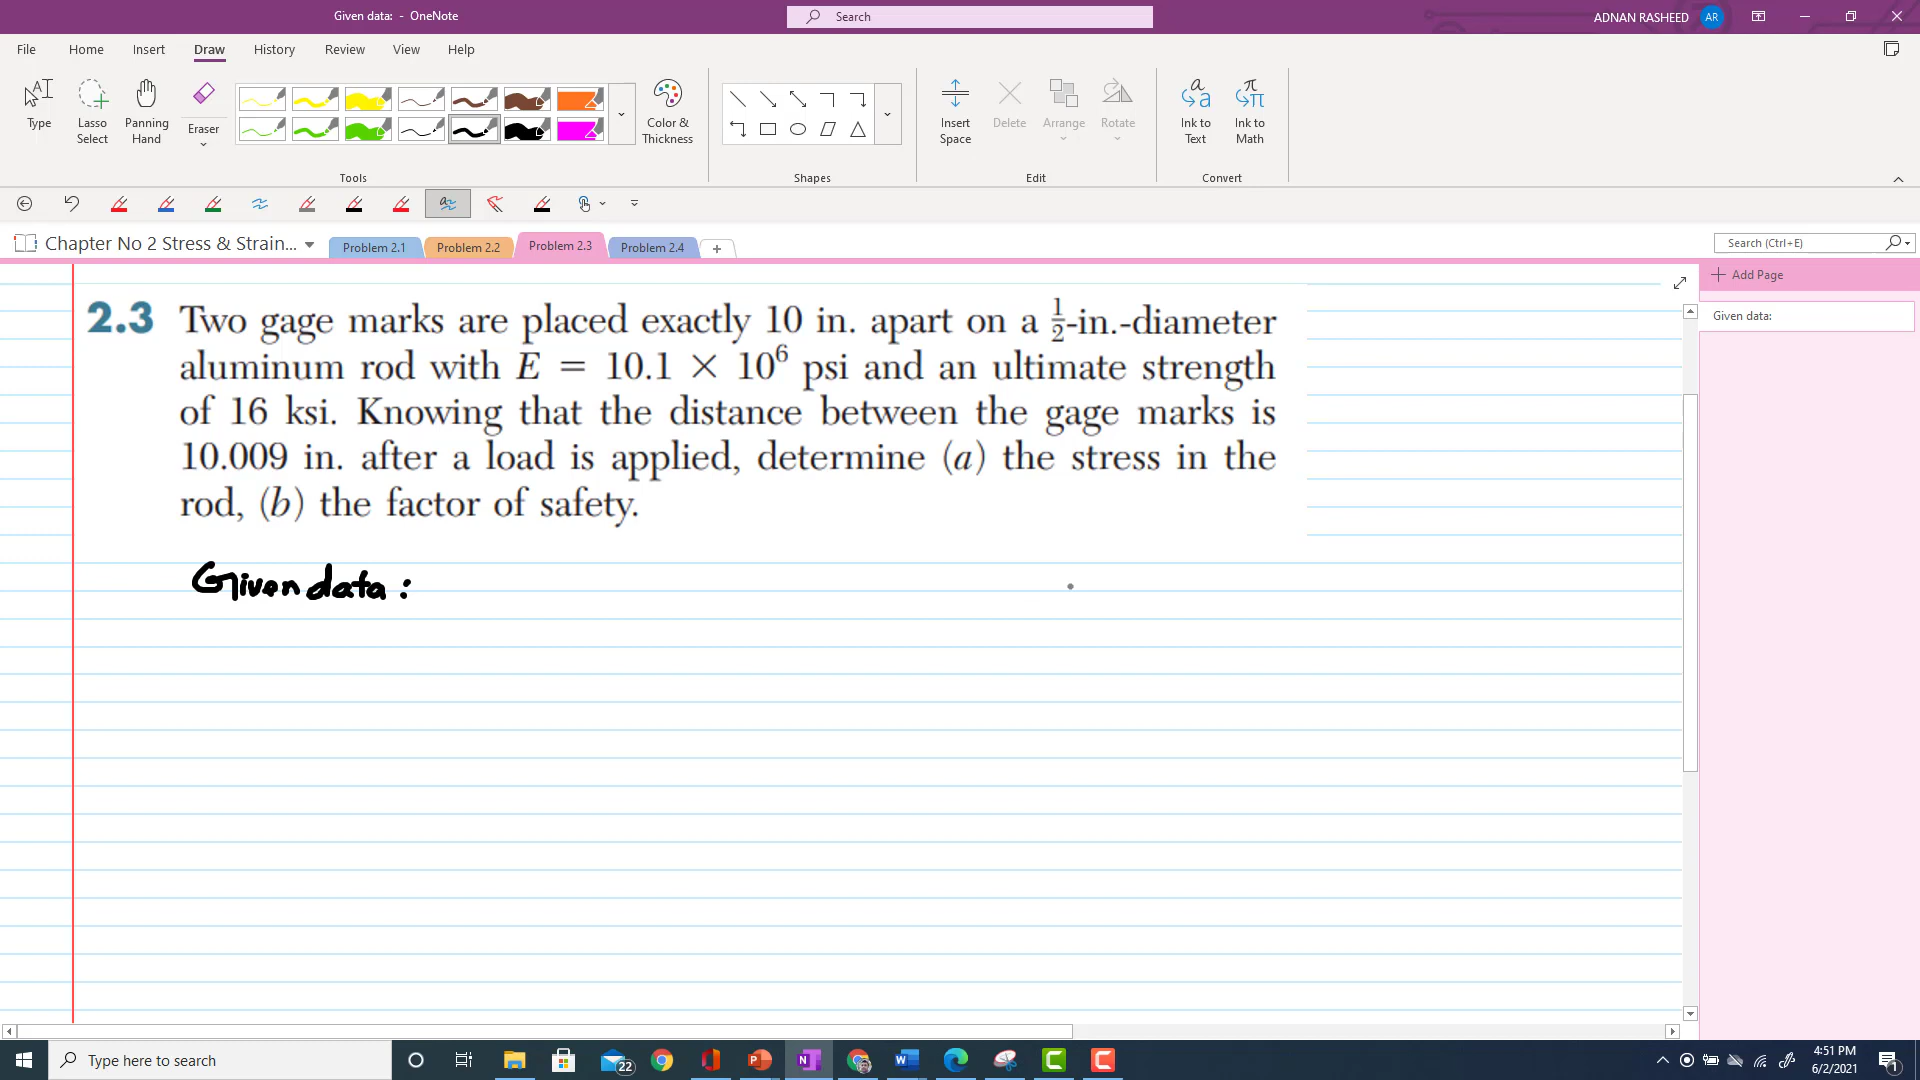 Given data: - OneNote
Search
ADNAN RASHEED
AR
File
Home
Insert
Draw
History
Review
View
Help
Type
Lasso Select
Panning Hand
Eraser
Color & Thickness
Insert Space
Delete
Arrange
Rotate
Ink to Text
Ink to Math
Tools
Shapes
Edit
Convert
Chapter No 2 Stress & Strain...
Problem 2.1
Problem 2.2
Problem 2.3
Problem 2.4
Search (Ctrl+E)
Add Page
Given data:
2.3 Two gage marks are placed exactly 10 in. apart on a 1/2-in.-diameter
aluminum rod with E = 10.1 × 10⁶ psi and an ultimate strength
of 16 ksi. Knowing that the distance between the gage marks is
10.009 in. after a load is applied, determine (a) the stress in the
rod, (b) the factor of safety.
Given data:
Type here to search
22
4:51 PM
6/2/2021
1